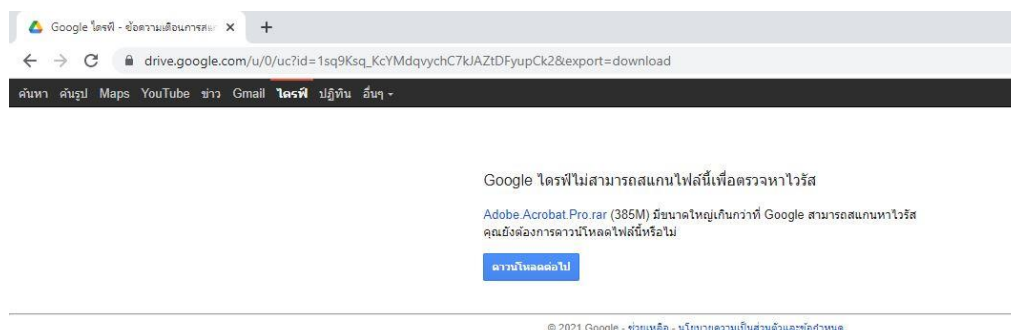 Google ไดรฟ์ - ข้อความเตือนการสแ
drive.google.com/u/0/uc?id=1sq9Ksq_KcYMdqvychC7kJAZtDFyupCk2&export=download
ค้นหา ค้นรูป Maps YouTube ข่าว Gmail ไดรฟ์ ปฏิทิน อื่นๆ
Google ไดรฟ์ไม่สามารถสแกนไฟล์นี้เพื่อตรวจหาไวรัส
Adobe.Acrobat.Pro.rar (385M) มีขนาดใหญ่เกินกว่าที่ Google สามารถสแกนหาไวรัส
คุณยังต้องการดาวน์โหลดไฟล์นี้หรือไม่
ดาวน์โหลดต่อไป
© 2021 Google - ช่วยเหลือ - นโยบายความเป็นส่วนตัวและข้อกำหนด